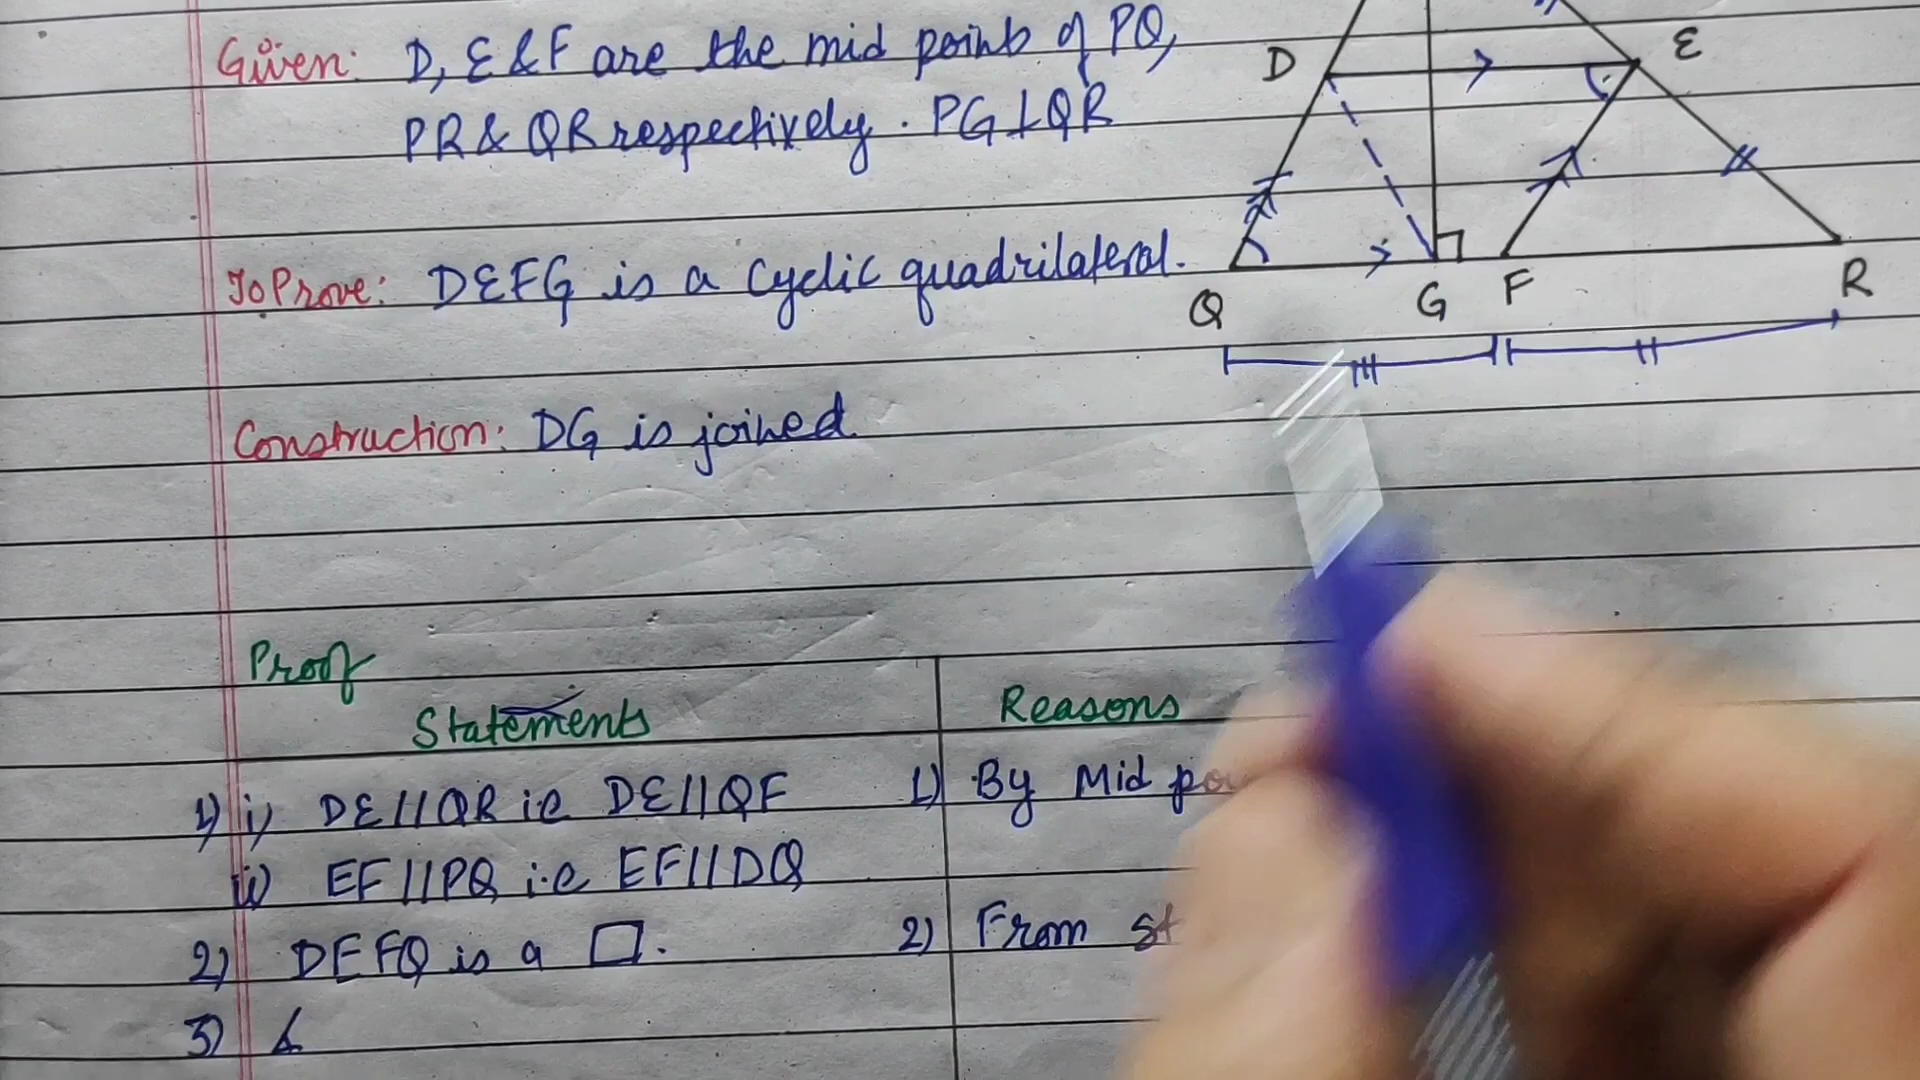 Given: D, E & F are the mid points of PQ,
PR & QR respectively. PG ⊥ QR
D
E
Q
G
F
R
To Prove: DEFG is a cyclic quadrilateral.
Construction: DG is joined
Proof
Statements
Reasons
1) i) DE//QR i.e DE//QF
1) By Mid
ii) EF//PQ i.e EF//DQ
2) DEFQ is a ▱.
2) From
3)